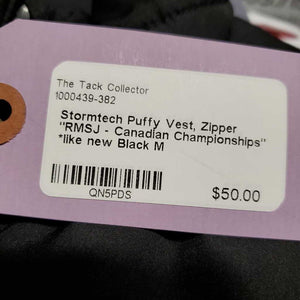 The Tack Collector
1000439-382
Stormtech Puffy Vest, Zipper
"RMSJ - Canadian Championships"
*like new Black M
QN5PDS
$50.00